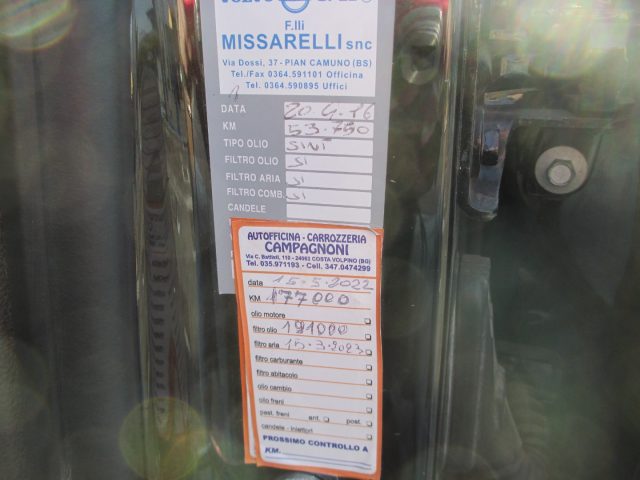 VOLVO
F.lli
MISSARELLI snc
Via Dossi, 37 - PIAN CAMUNO (BS)
Tel./Fax 0364.591101 Officina
Tel. 0364.590895 Uffici
DATA 20.4.16
KM 53.750
TIPO OLIO SINT
FILTRO OLIO SI
FILTRO ARIA SI
FILTRO COMB. SI
CANDELE
AUTOFFICINA - CARROZZERIA
CAMPAGNONI
Via C. Battisti, 110 - 24062 COSTA VOLPINO (BG)
Tel. 035.971193 - Cell. 347.0474299
data 15-5-2022
KM 177000
olio motore
filtro olio 191000
filtro aria 15-3-2023
filtro carburante
filtro abitacolo
olio cambio
olio freni
past. freni ant. post.
candele - iniettori
PROSSIMO CONTROLLO A
KM.